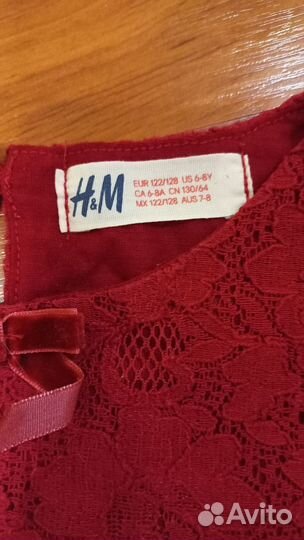 H&M
EUR 122/128 US 6-8Y
CA 6-8A CN 130/64
MX 122/128 AUS 7-8
Avito